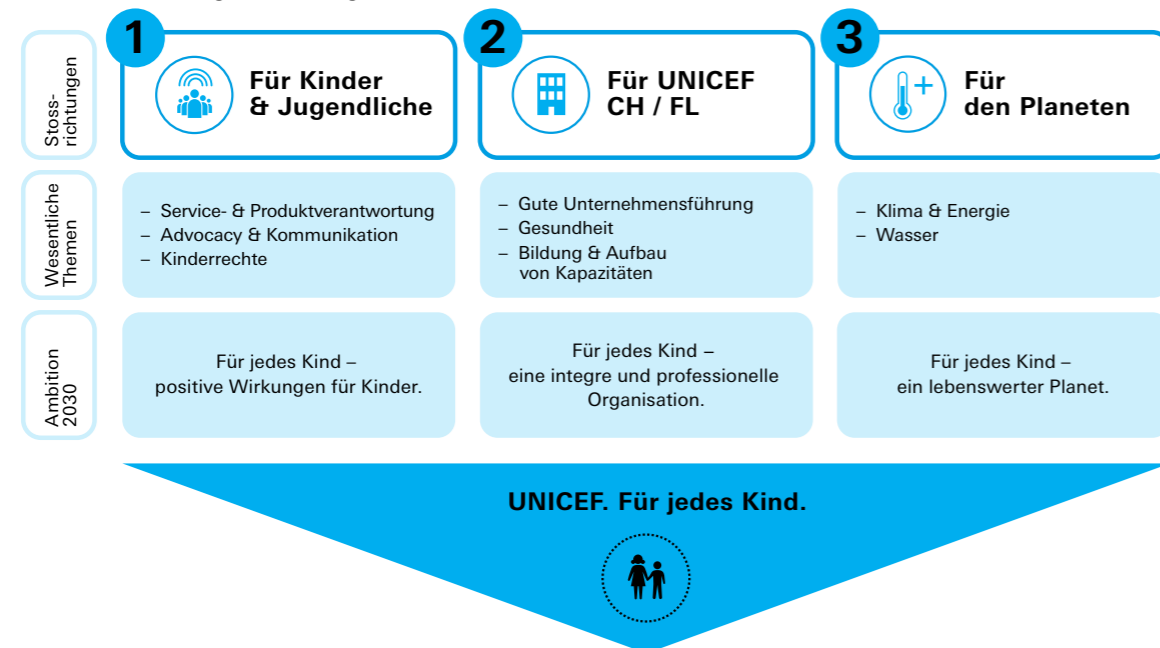 Stoss-
richtungen
1
Für Kinder
& Jugendliche
2
Für UNICEF
CH / FL
3
Für
den Planeten
Wesentliche
Themen
– Service- & Produktverantwortung
– Advocacy & Kommunikation
– Kinderrechte
– Gute Unternehmensführung
– Gesundheit
– Bildung & Aufbau
von Kapazitäten
– Klima & Energie
– Wasser
Ambition
2030
Für jedes Kind –
positive Wirkungen für Kinder.
Für jedes Kind –
eine integre und professionelle
Organisation.
Für jedes Kind –
ein lebenswerter Planet.
UNICEF. Für jedes Kind.